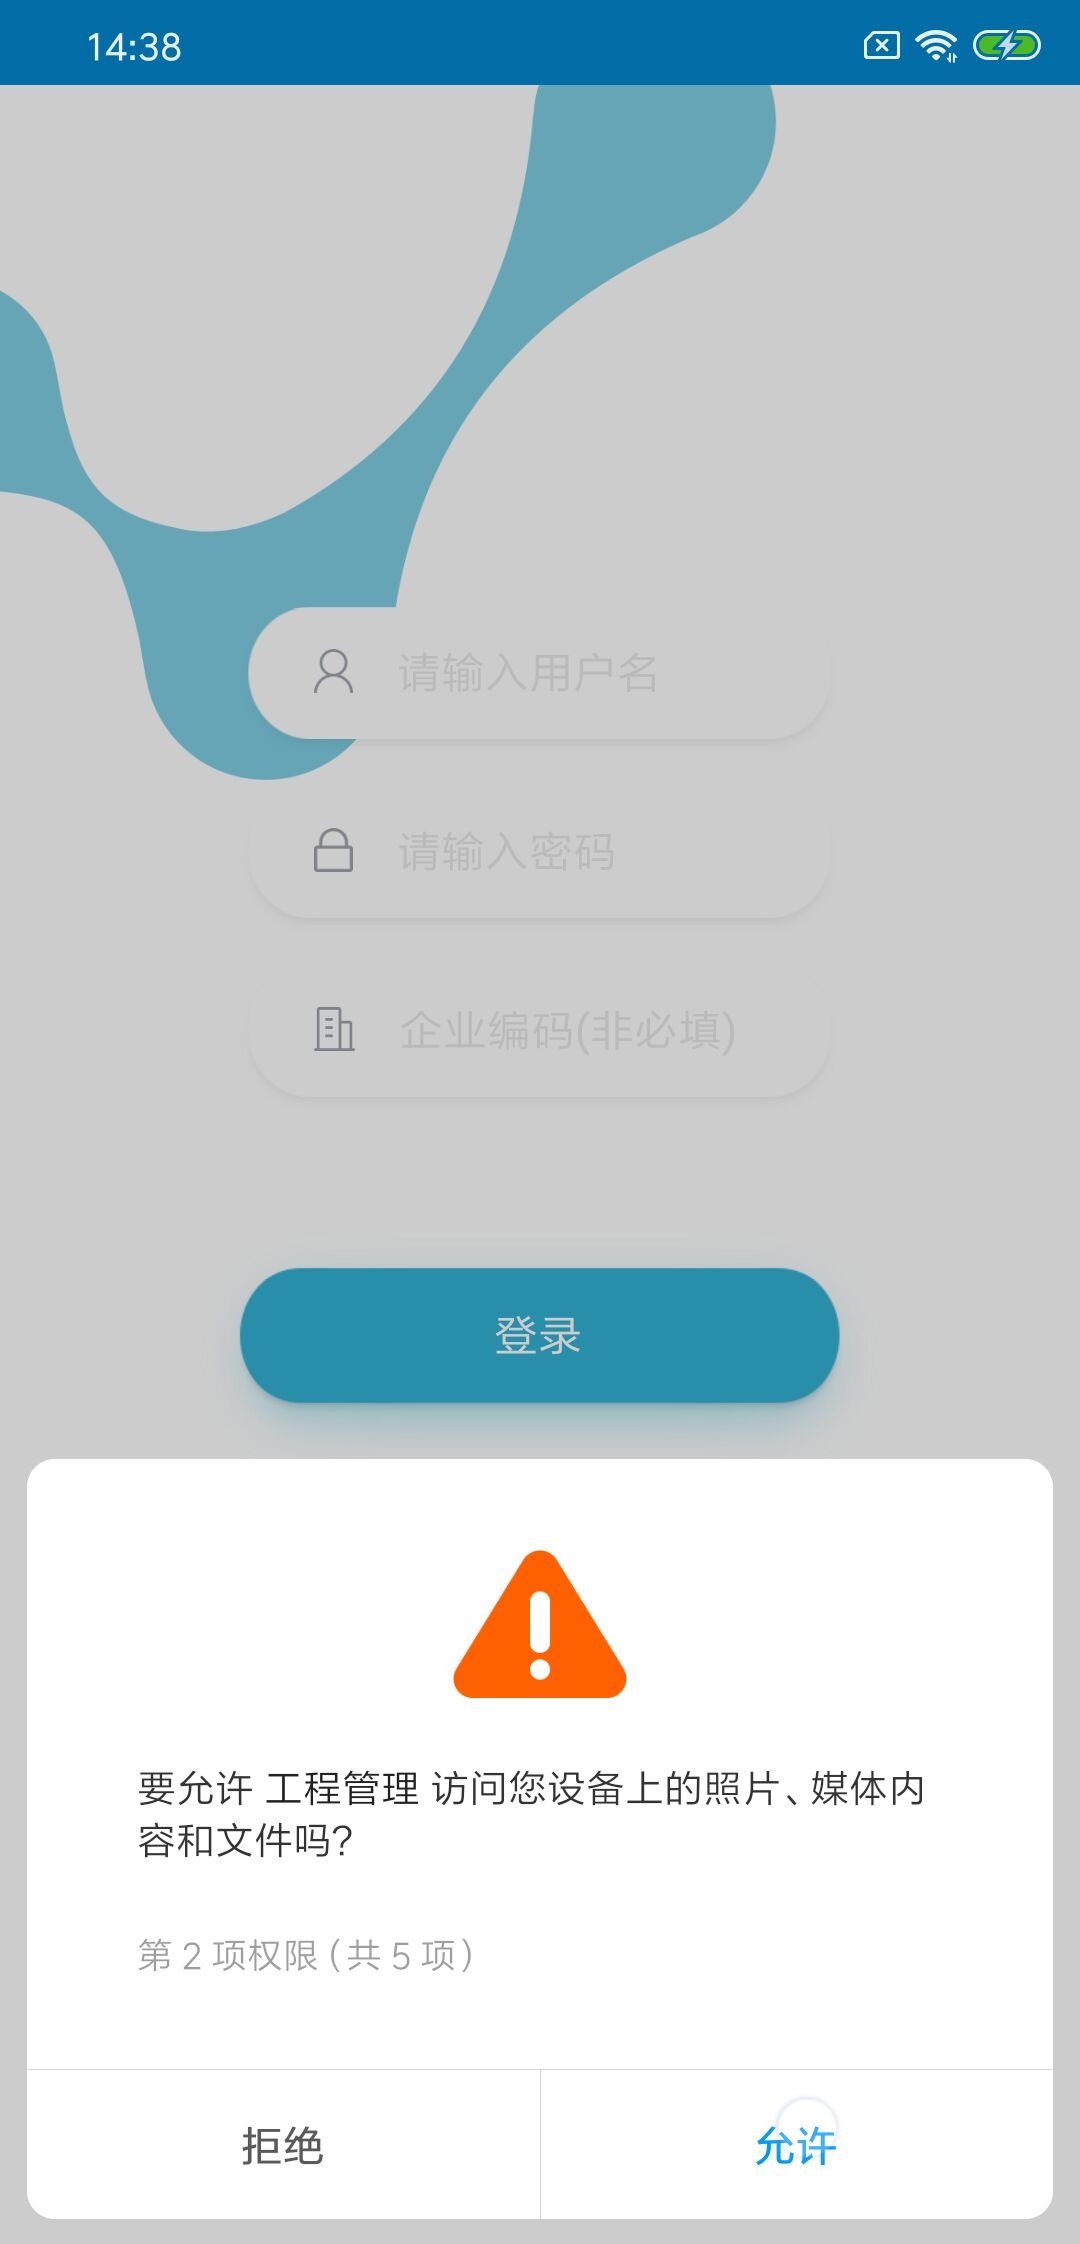 14:38
请输入用户名
请输入密码
企业编码(非必填)
登录
要允许 工程管理 访问您设备上的照片、媒体内
容和文件吗?
第 2 项权限 (共 5 项)
拒绝
允许